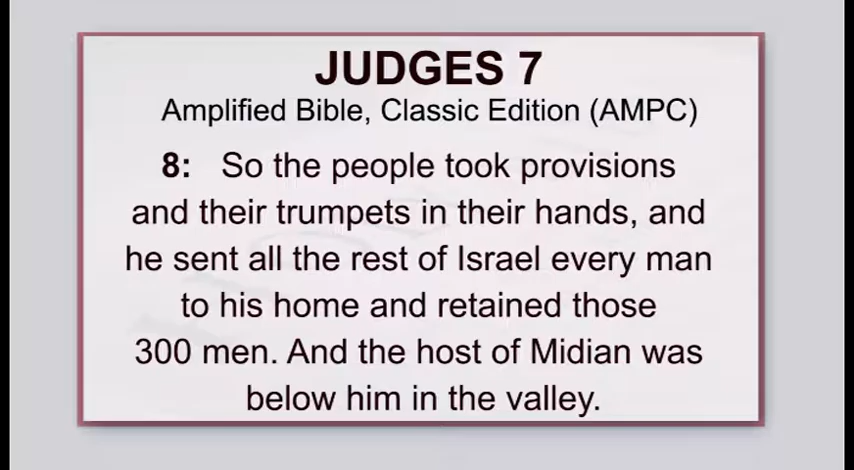 JUDGES 7
Amplified Bible, Classic Edition (AMPC)
8: So the people took provisions
and their trumpets in their hands, and
he sent all the rest of Israel every man
to his home and retained those
300 men. And the host of Midian was
below him in the valley.